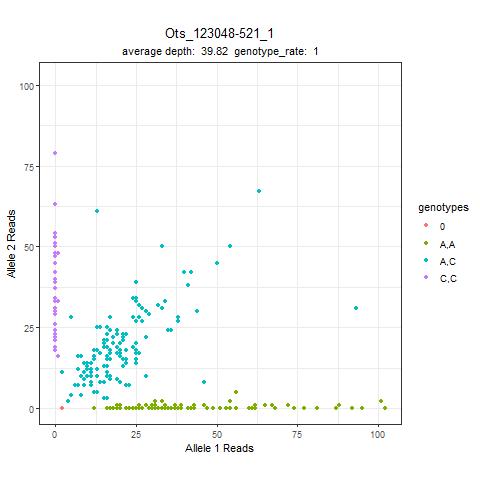 Ots_123048-521_1
average depth:  39.82  genotype_rate:  1
100
75
50
25
0
Allele 2 Reads
0
25
50
75
100
Allele 1 Reads
genotypes
0
A,A
A,C
C,C